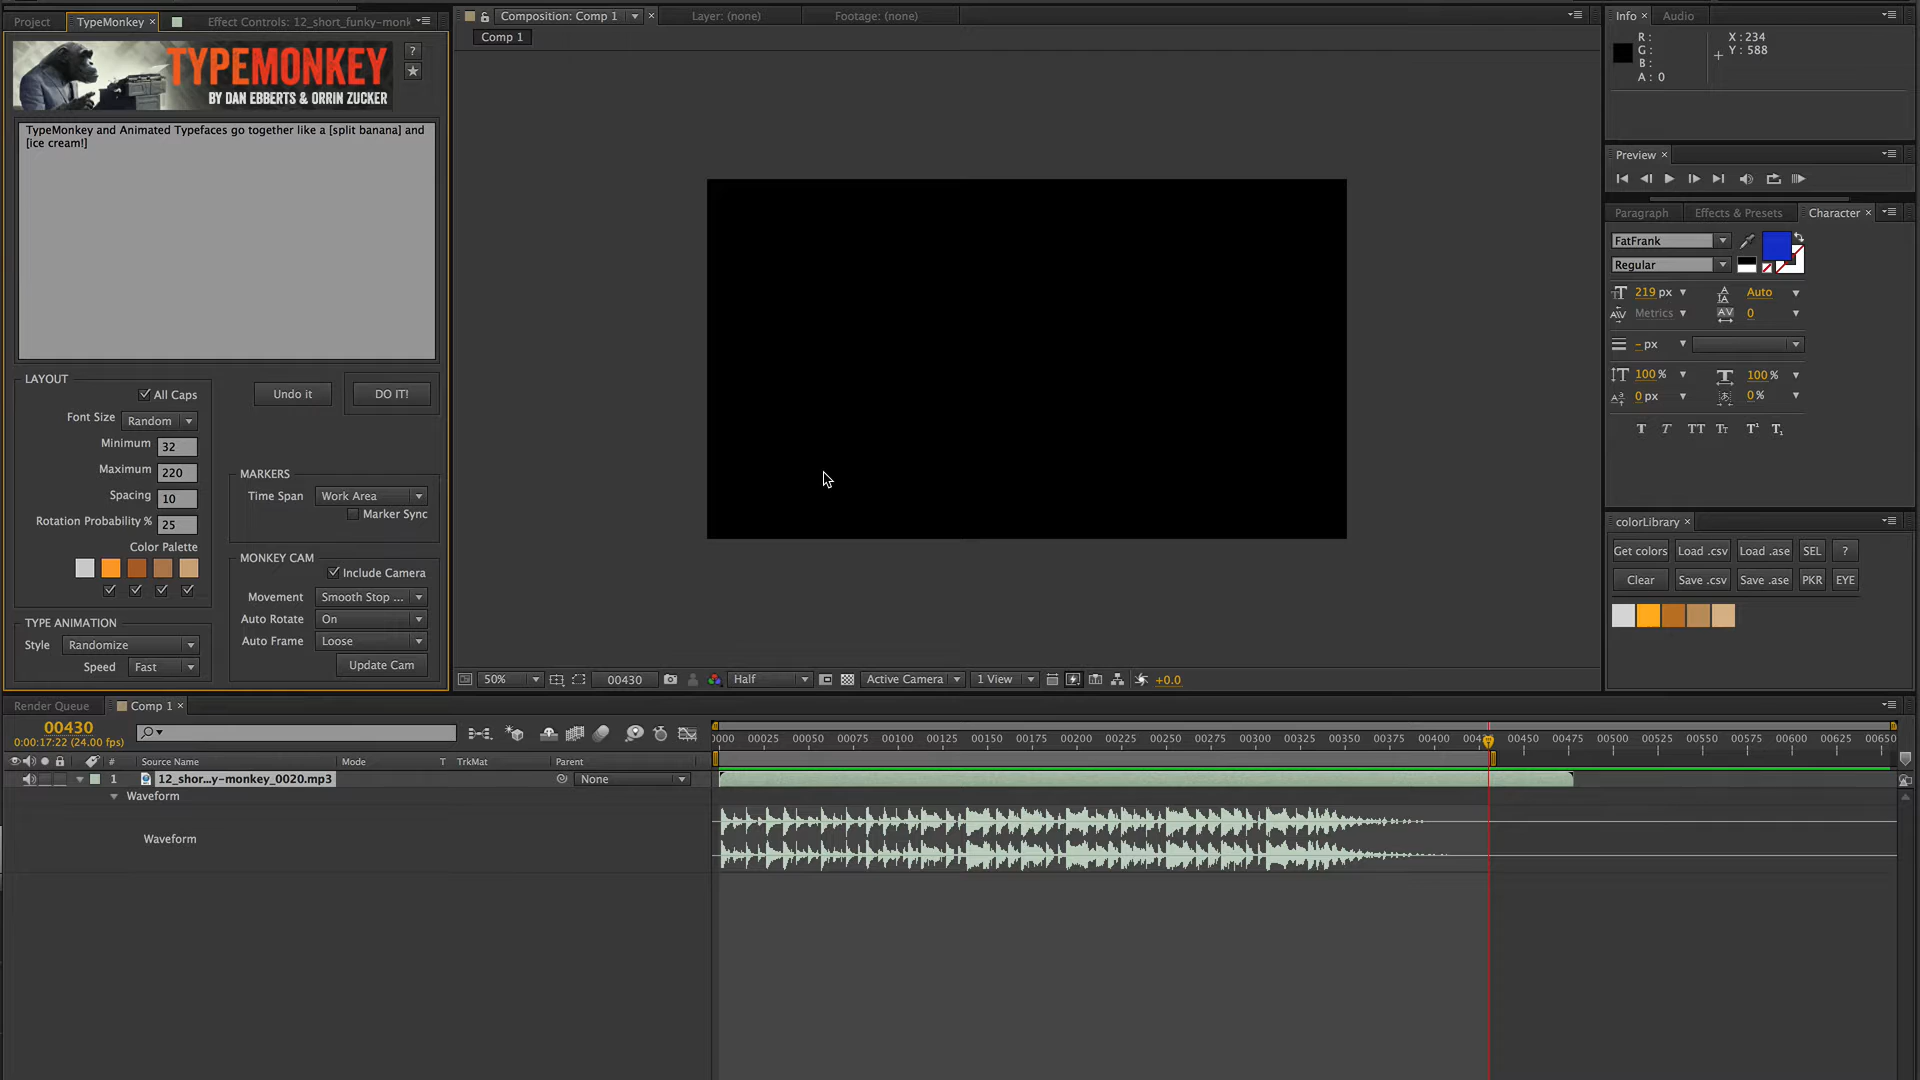 Project
TypeMonkey ×
Effect Controls: 12_short_funky-monk
TYPEMONKEY
BY DAN EBBERTS & ORRIN ZUCKER
?
TypeMonkey and Animated Typefaces go together like a [split banana] and
[ice cream!]
LAYOUT
All Caps
Font Size Random
Minimum 32
Maximum 220
Spacing 10
Rotation Probability % 25
Color Palette
TYPE ANIMATION
Style Randomize
Speed Fast
Undo it
DO IT!
MARKERS
Time Span Work Area
Marker Sync
MONKEY CAM
Include Camera
Movement Smooth Stop ...
Auto Rotate On
Auto Frame Loose
Update Cam
Composition: Comp 1 ×
Layer: (none)
Footage: (none)
Comp 1
50%
00430
Half
Active Camera
1 View
+0.0
Info ×
Audio
R :
G :
B :
A : 0
X : 234
Y : 588
Preview ×
Paragraph
Effects & Presets
Character ×
FatFrank
Regular
219 px
Auto
Metrics
0
- px
100 %
100 %
0 px
0 %
colorLibrary ×
Get colors
Load .csv
Load .ase
SEL
?
Clear
Save .csv
Save .ase
PKR
EYE
Render Queue
Comp 1 ×
00430
0:00:17:22 (24.00 fps)
# Source Name Mode T TrkMat Parent
1 12_shor...y-monkey_0020.mp3 None
Waveform
Waveform
0000 00025 00050 00075 00100 00125 00150 00175 00200 00225 00250 00275 00300 00325 00350 00375 00400 00450 00475 00500 00525 00550 00575 00600 00625 00650